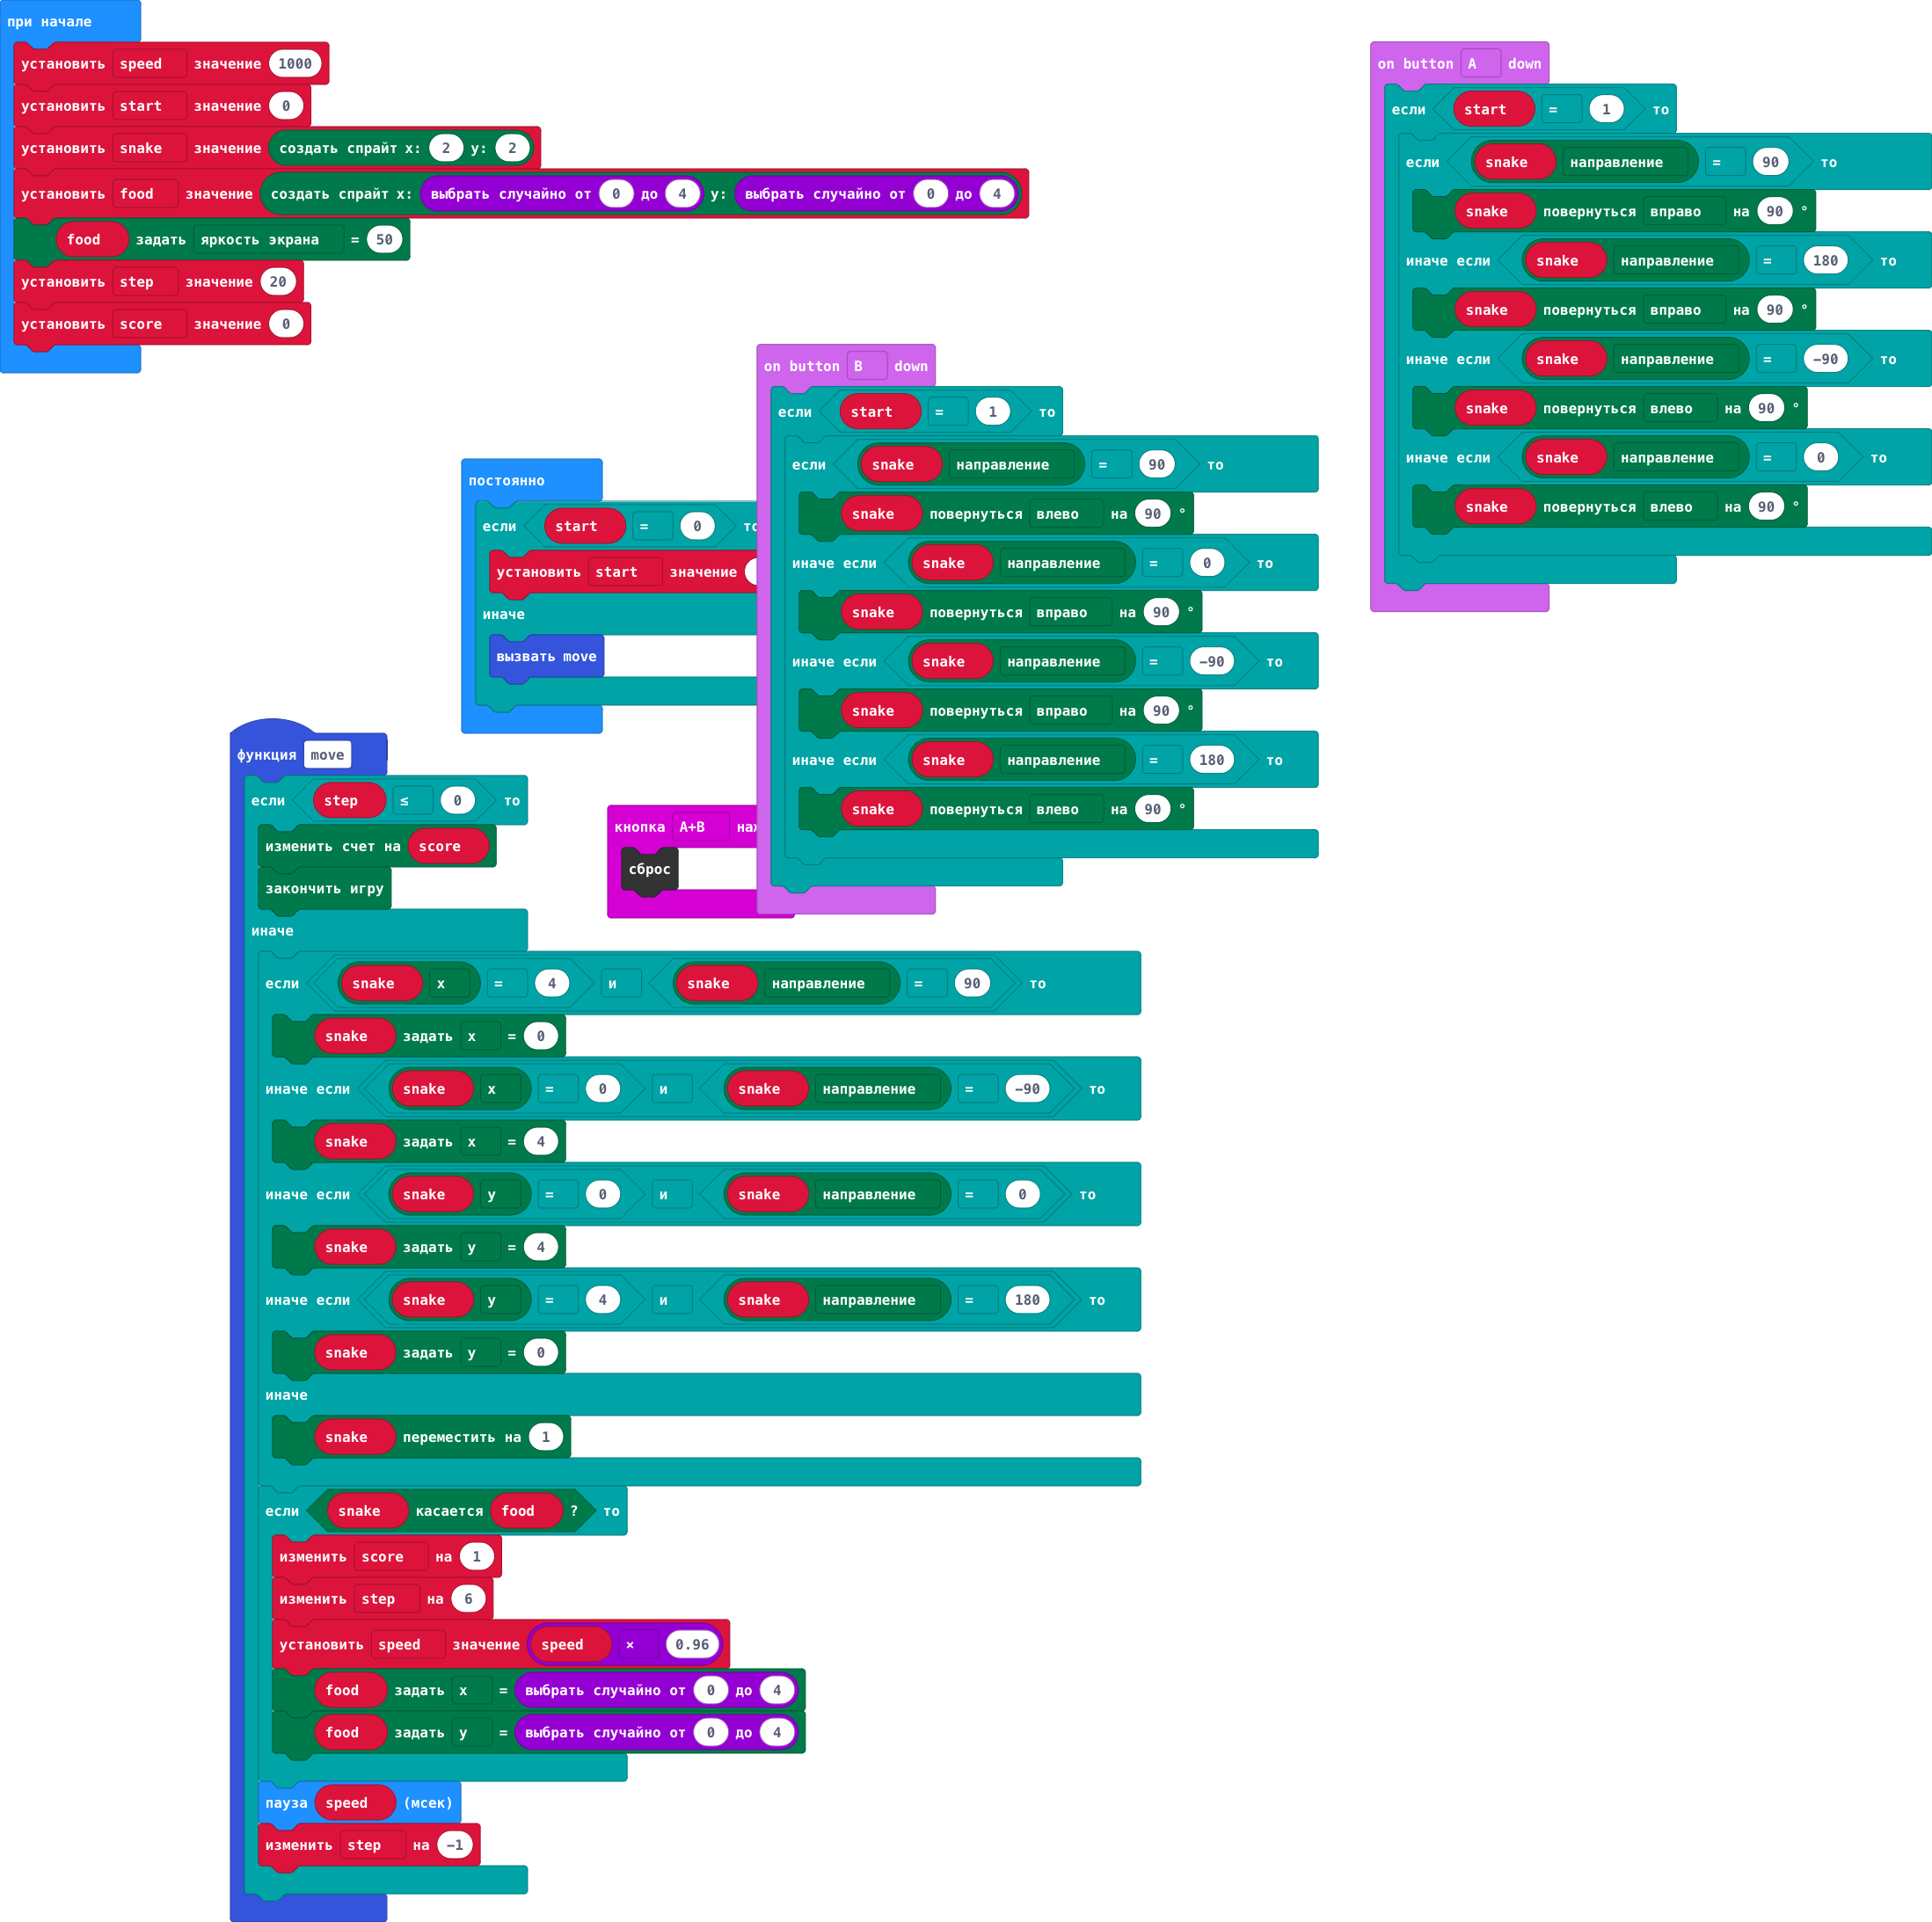 при начале
установить speed значение 1000
установить start значение 0
установить snake значение создать спрайт x: 2 y: 2
установить food значение создать спрайт x: выбрать случайно от 0 до 4 y: выбрать случайно от 0 до 4
food задать яркость экрана = 50
установить step значение 20
установить score значение 0
on button A down
если start = 1 то
если snake направление = 90 то
snake повернуться вправо на 90 °
иначе если snake направление = 180 то
snake повернуться вправо на 90 °
иначе если snake направление = −90 то
snake повернуться влево на 90 °
иначе если snake направление = 0 то
snake повернуться влево на 90 °
on button B down
если start = 1 то
если snake направление = 90 то
snake повернуться влево на 90 °
иначе если snake направление = 0 то
snake повернуться вправо на 90 °
иначе если snake направление = −90 то
snake повернуться вправо на 90 °
иначе если snake направление = 180 то
snake повернуться влево на 90 °
постоянно
если start = 0 то
установить start значение
иначе
вызвать move
кнопка A+B
сброс
функция move
если step ≤ 0 то
изменить счет на score
закончить игру
иначе
если snake x = 4 и snake направление = 90 то
snake задать x = 0
иначе если snake x = 0 и snake направление = −90 то
snake задать x = 4
иначе если snake y = 0 и snake направление = 0 то
snake задать y = 4
иначе если snake y = 4 и snake направление = 180 то
snake задать y = 0
иначе
snake переместить на 1
если snake касается food ? то
изменить score на 1
изменить step на 6
установить speed значение speed × 0.96
food задать x = выбрать случайно от 0 до 4
food задать y = выбрать случайно от 0 до 4
пауза speed (мсек)
изменить step на −1